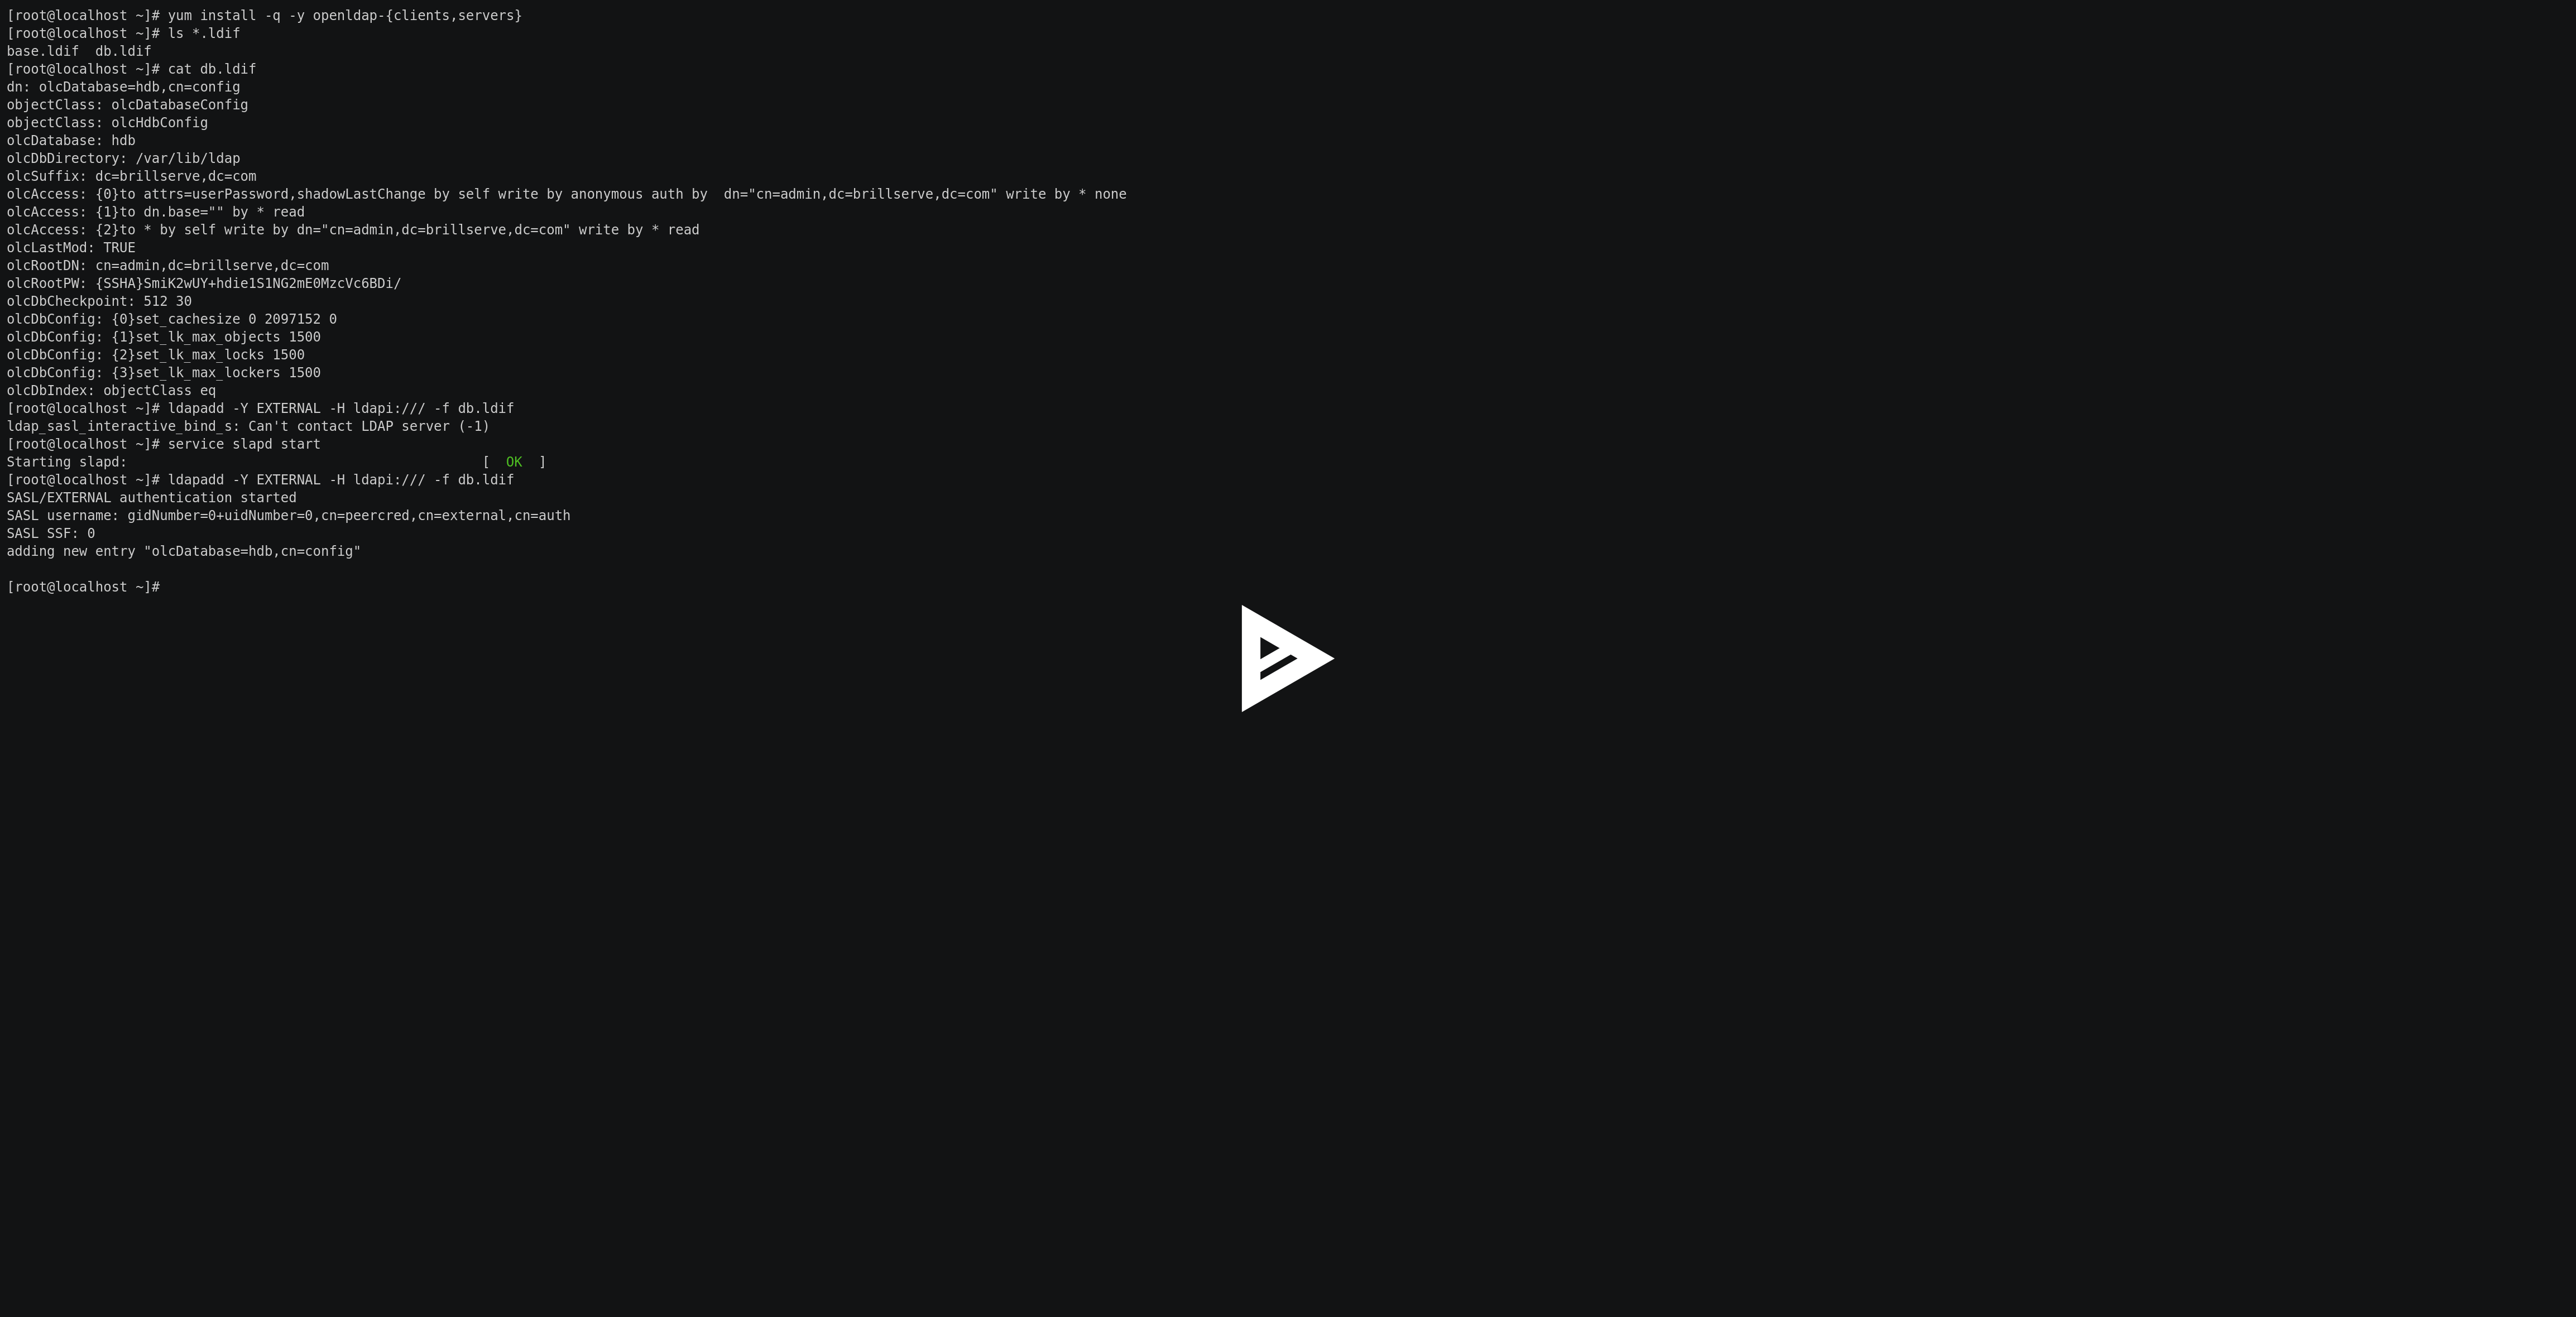 [root@localhost ~]# yum install -q -y openldap-{clients,servers}
[root@localhost ~]# ls *.ldif
base.ldif  db.ldif
[root@localhost ~]# cat db.ldif
dn: olcDatabase=hdb,cn=config
objectClass: olcDatabaseConfig
objectClass: olcHdbConfig
olcDatabase: hdb
olcDbDirectory: /var/lib/ldap
olcSuffix: dc=brillserve,dc=com
olcAccess: {0}to attrs=userPassword,shadowLastChange by self write by anonymous auth by  dn="cn=admin,dc=brillserve,dc=com" write by * none
olcAccess: {1}to dn.base="" by * read
olcAccess: {2}to * by self write by dn="cn=admin,dc=brillserve,dc=com" write by * read
olcLastMod: TRUE
olcRootDN: cn=admin,dc=brillserve,dc=com
olcRootPW: {SSHA}SmiK2wUY+hdie1S1NG2mE0MzcVc6BDi/
olcDbCheckpoint: 512 30
olcDbConfig: {0}set_cachesize 0 2097152 0
olcDbConfig: {1}set_lk_max_objects 1500
olcDbConfig: {2}set_lk_max_locks 1500
olcDbConfig: {3}set_lk_max_lockers 1500
olcDbIndex: objectClass eq
[root@localhost ~]# ldapadd -Y EXTERNAL -H ldapi:/// -f db.ldif
ldap_sasl_interactive_bind_s: Can't contact LDAP server (-1)
[root@localhost ~]# service slapd start
Starting slapd:                                            [  OK  ]
[root@localhost ~]# ldapadd -Y EXTERNAL -H ldapi:/// -f db.ldif
SASL/EXTERNAL authentication started
SASL username: gidNumber=0+uidNumber=0,cn=peercred,cn=external,cn=auth
SASL SSF: 0
adding new entry "olcDatabase=hdb,cn=config"
[root@localhost ~]#